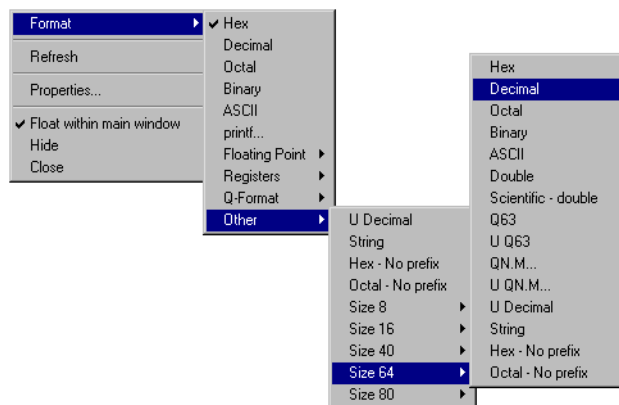 Format
Refresh
Properties...
Float within main window
Hide
Close
Hex
Decimal
Octal
Binary
ASCII
printf...
Floating Point
Registers
Q-Format
Other
U Decimal
String
Hex - No prefix
Octal - No prefix
Size 8
Size 16
Size 40
Size 64
Size 80
Hex
Decimal
Octal
Binary
ASCII
Double
Scientific - double
Q63
U Q63
QN.M...
U QN.M...
U Decimal
String
Hex - No prefix
Octal - No prefix